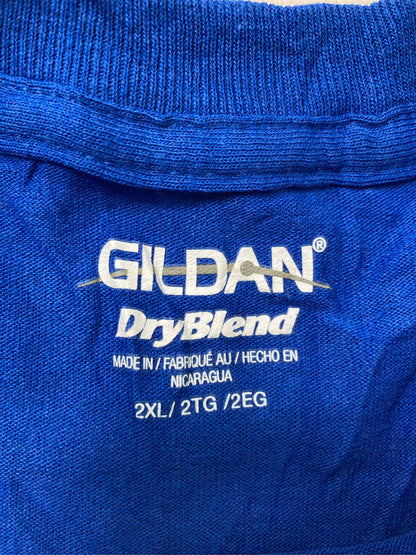 GILDAN®
DryBlend
MADE IN / FABRIQUÉ AU / HECHO EN
NICARAGUA
2XL / 2TG /2EG